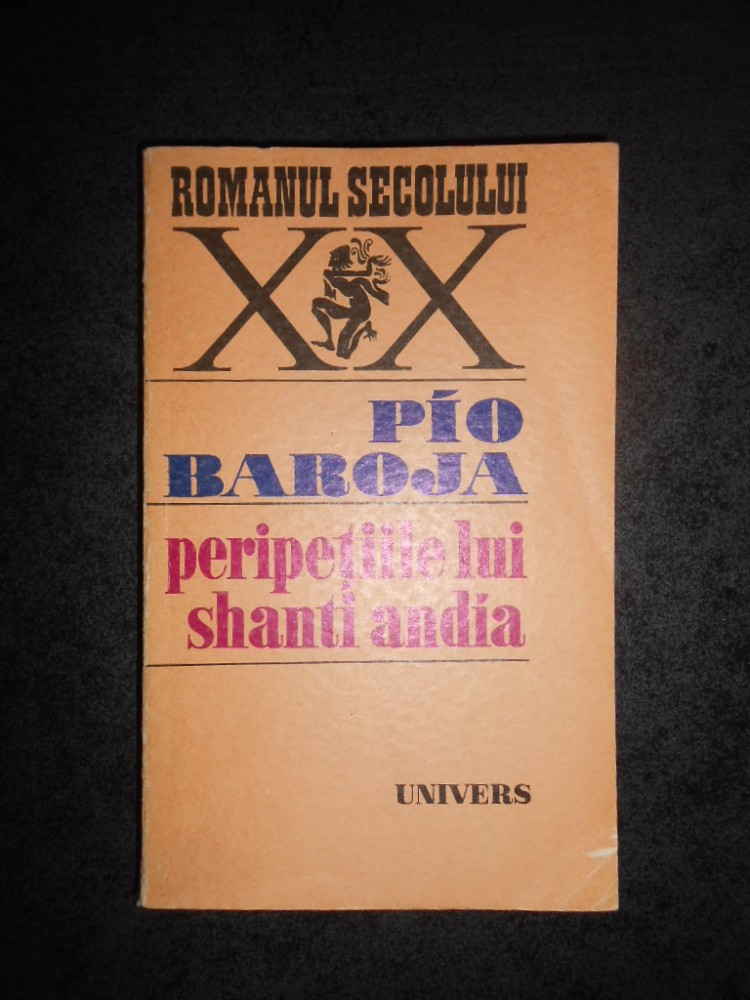 ROMANUL SECOLULUI
XX
PÍO
BAROJA
peripețiile lui
shanti andía
UNIVERS